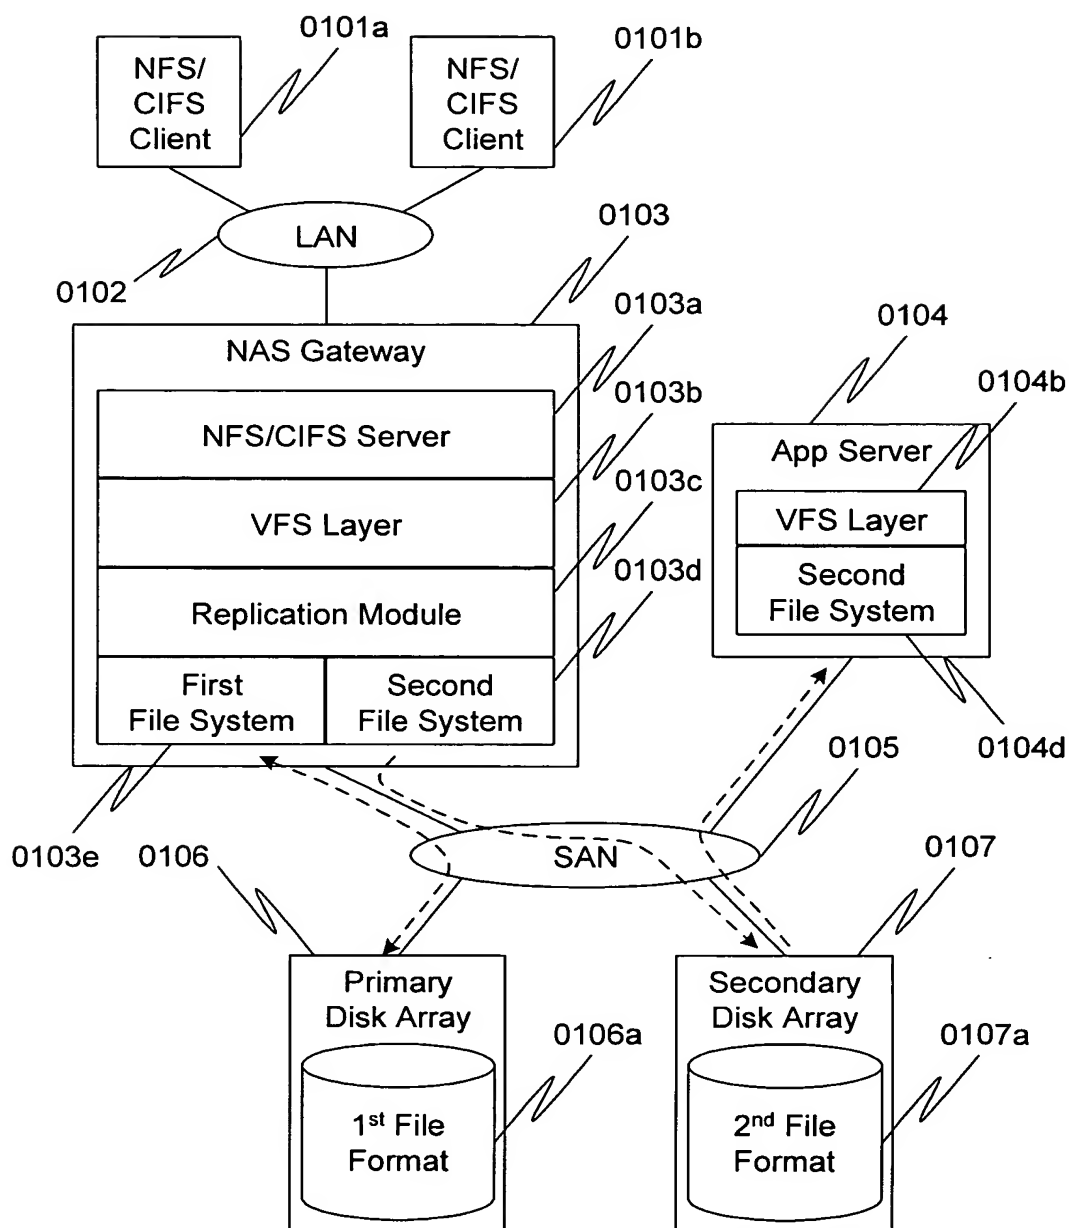 0101a
0101b
NFS/
CIFS
Client
NFS/
CIFS
Client
LAN
0102
0103
0103a
NAS Gateway
0104
0103b
0104b
NFS/CIFS Server
App Server
0103c
VFS Layer
VFS Layer
0103d
Second
File System
Replication Module
First
File System
Second
File System
0105
0104d
0103e
0106
SAN
0107
Primary
Disk Array
Secondary
Disk Array
0106a
0107a
1st File
Format
2nd File
Format